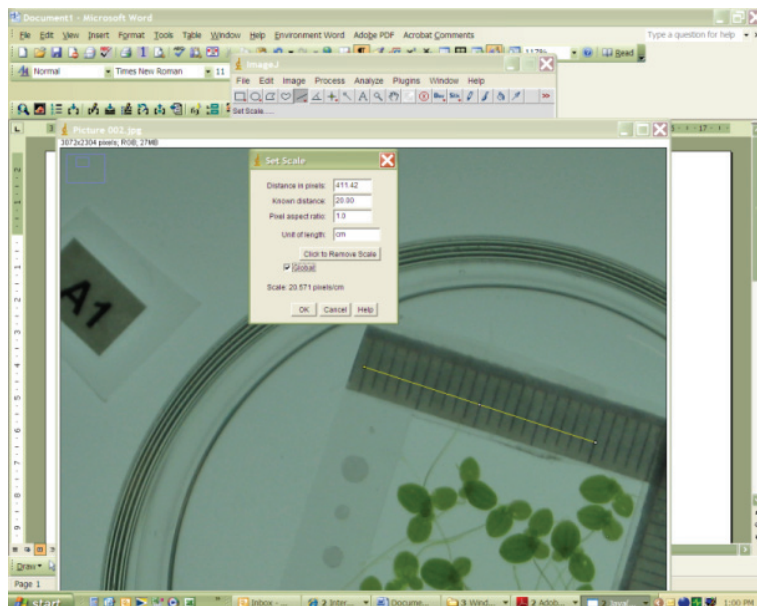 Document1 - Microsoft Word
File Edit View Insert Format Tools Table Window Help Environment Word Adobe PDF Acrobat Comments
Type a question for help
117%
Read
Normal
Times New Roman
11
ImageJ
File Edit Image Process Analyze Plugins Window Help
Set Scale...
Picture 002.jpg
3072x2304 pixels; RGB; 27MB
Set Scale
Distance in pixels: 411.42
Known distance: 20.00
Pixel aspect ratio: 1.0
Unit of length: cm
Click to Remove Scale
Global
Scale: 20.571 pixels/cm
OK Cancel Help
A1
Draw
Page 1
start
Inbox - ...
2 Inter...
Docume...
3 Wind...
2 Adob...
1:00 PM